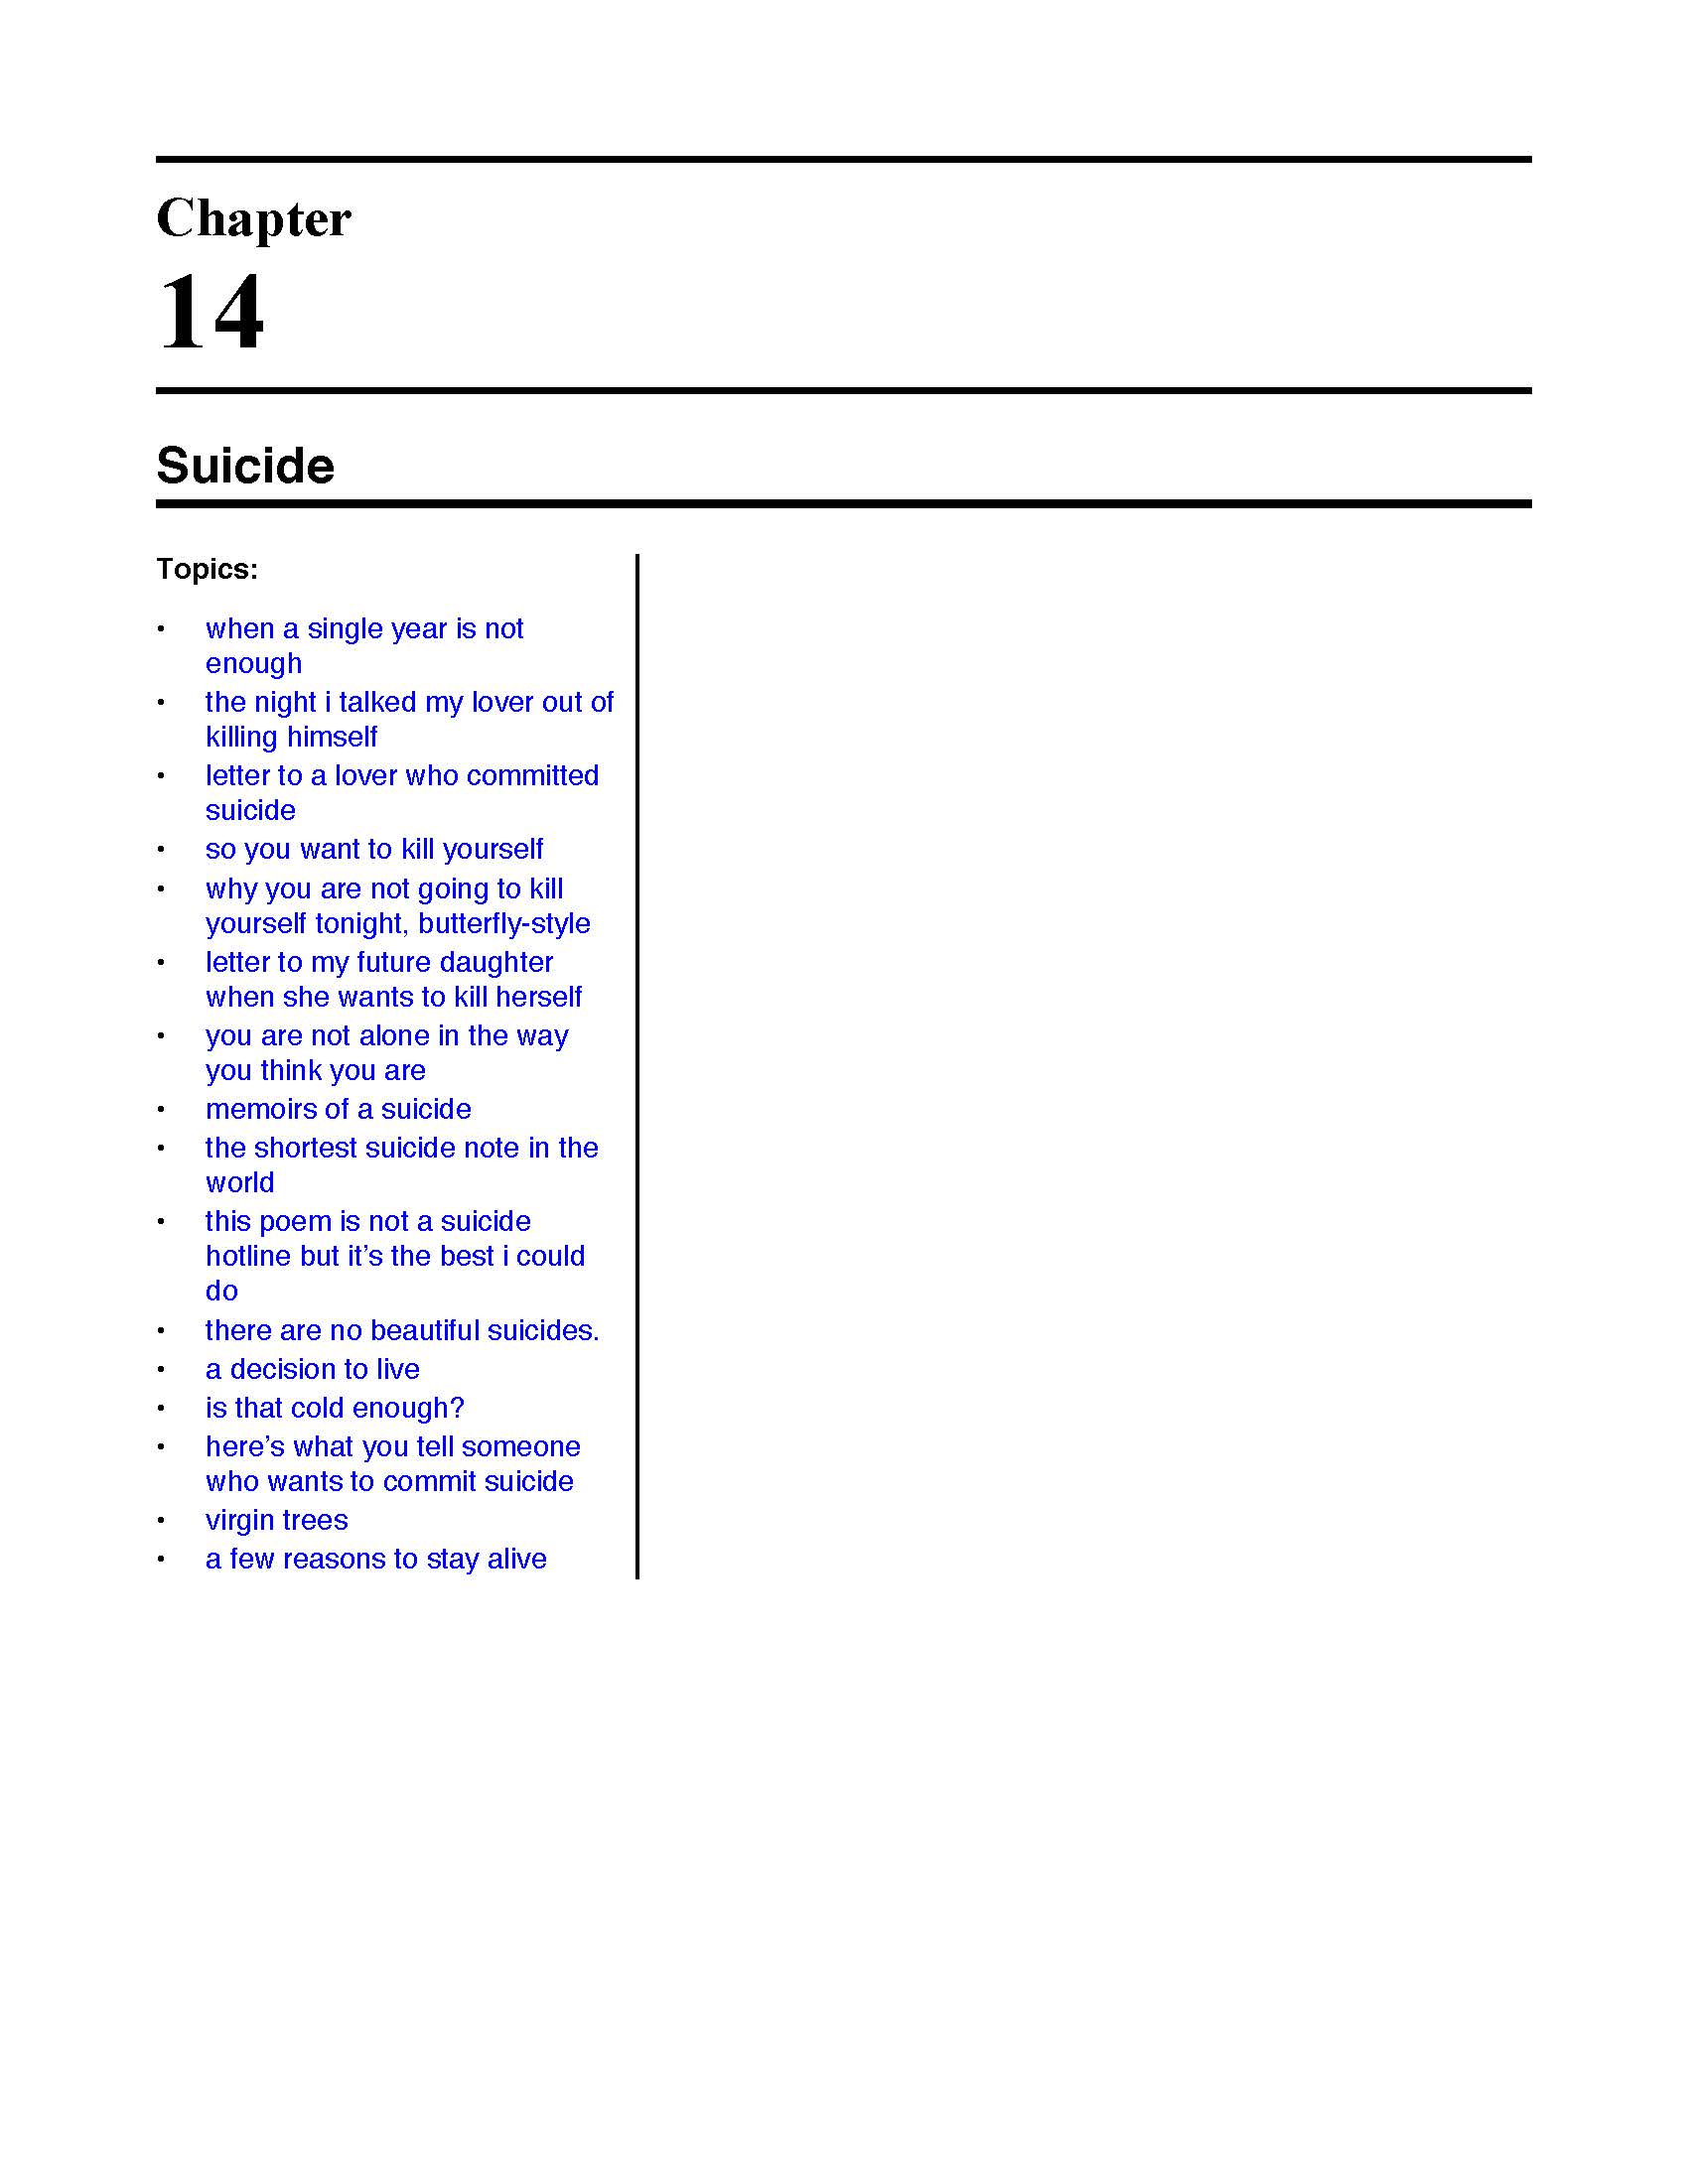 Chapter
14
Suicide
Topics:
• when a single year is not
enough
• the night i talked my lover out of
killing himself
• letter to a lover who committed
suicide
• so you want to kill yourself
• why you are not going to kill
yourself tonight, butterfly-style
• letter to my future daughter
when she wants to kill herself
• you are not alone in the way
you think you are
• memoirs of a suicide
• the shortest suicide note in the
world
• this poem is not a suicide
hotline but it’s the best i could
do
• there are no beautiful suicides.
• a decision to live
• is that cold enough?
• here’s what you tell someone
who wants to commit suicide
• virgin trees
• a few reasons to stay alive